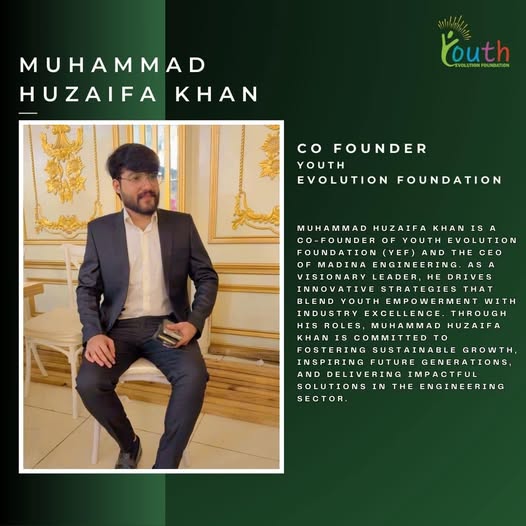 Youth
EVOLUTION FOUNDATION
MUHAMMAD
HUZAIFA KHAN
CO FOUNDER
YOUTH
EVOLUTION FOUNDATION
MUHAMMAD HUZAIFA KHAN IS A
CO-FOUNDER OF YOUTH EVOLUTION
FOUNDATION (YEF) AND THE CEO
OF MADINA ENGINEERING. AS A
VISIONARY LEADER, HE DRIVES
INNOVATIVE STRATEGIES THAT
BLEND YOUTH EMPOWERMENT WITH
INDUSTRY EXCELLENCE. THROUGH
HIS ROLES, MUHAMMAD HUZAIFA
KHAN IS COMMITTED TO
FOSTERING SUSTAINABLE GROWTH,
INSPIRING FUTURE GENERATIONS,
AND DELIVERING IMPACTFUL
SOLUTIONS IN THE ENGINEERING
SECTOR.